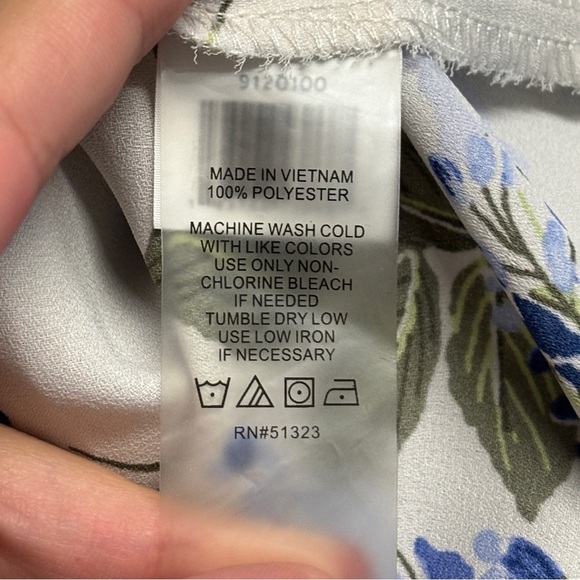 9120100
MADE IN VIETNAM
100% POLYESTER
MACHINE WASH COLD
WITH LIKE COLORS
USE ONLY NON-
CHLORINE BLEACH
IF NEEDED
TUMBLE DRY LOW
USE LOW IRON
IF NECESSARY
RN#51323